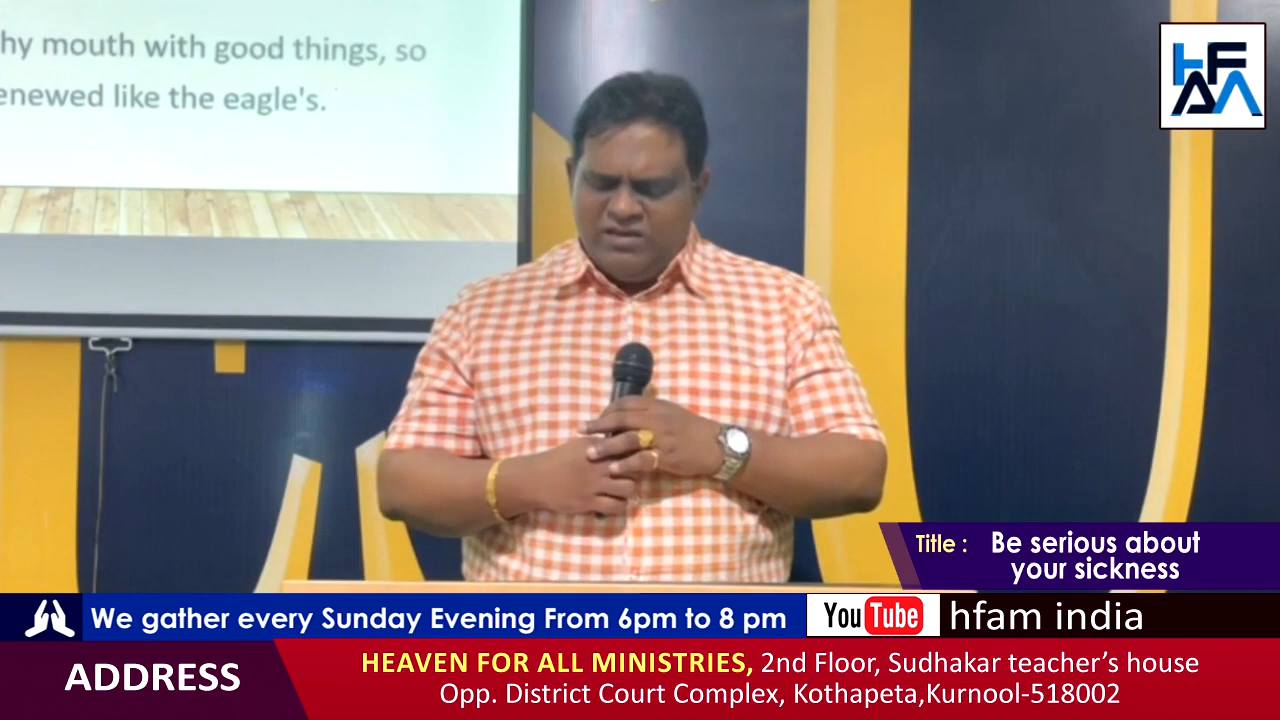 hy mouth with good things, so
enewed like the eagle's.
HFAM
Title : Be serious about
your sickness
We gather every Sunday Evening From 6pm to 8 pm
YouTube hfam india
ADDRESS
HEAVEN FOR ALL MINISTRIES, 2nd Floor, Sudhakar teacher’s house
Opp. District Court Complex, Kothapeta,Kurnool-518002